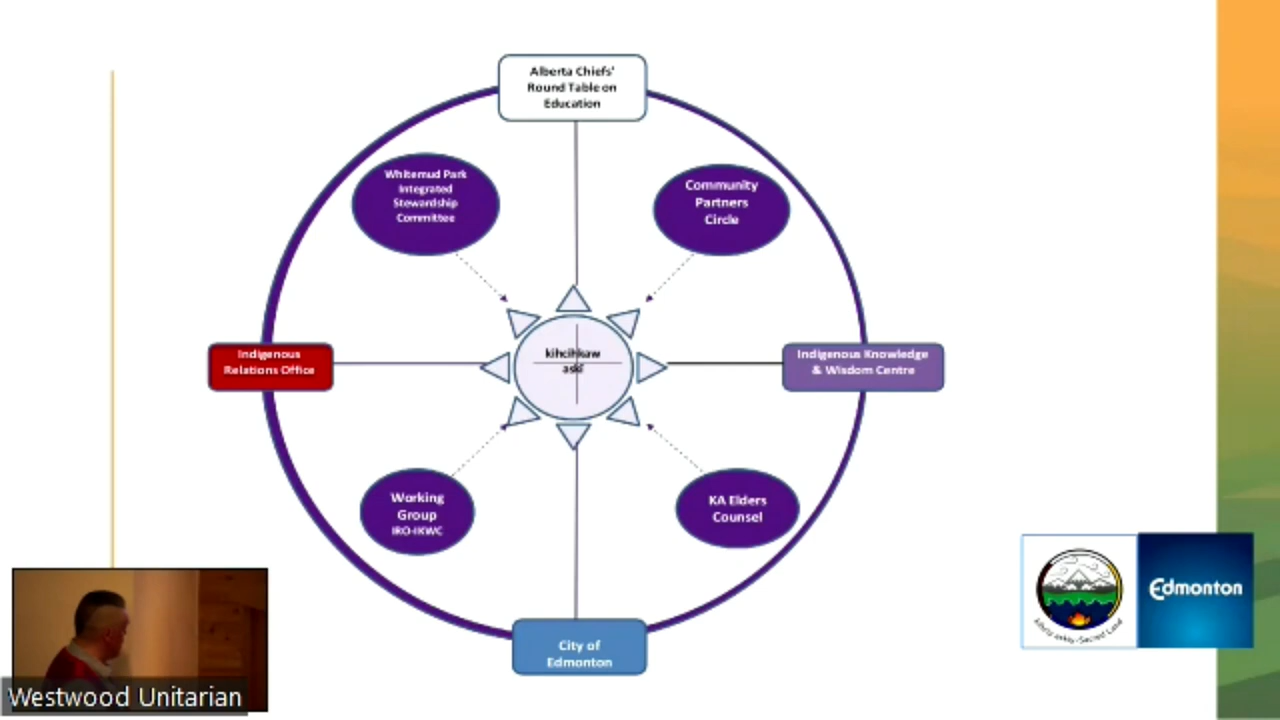 Alberta Chiefs'
Round Table on
Education
Whitemud Park
Integrated
Stewardship
Committee
Community
Partners
Circle
Indigenous
Relations Office
kihcihkaw
aski
Indigenous Knowledge
& Wisdom Centre
Working
Group
IRO-IKWC
KA Elders
Counsel
City of
Edmonton
Edmonton
Westwood Unitarian